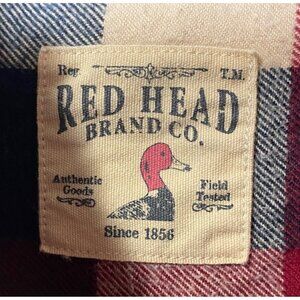 Reg. T.M.
RED HEAD
BRAND CO.
Authentic Goods
Field Tested
Since 1856